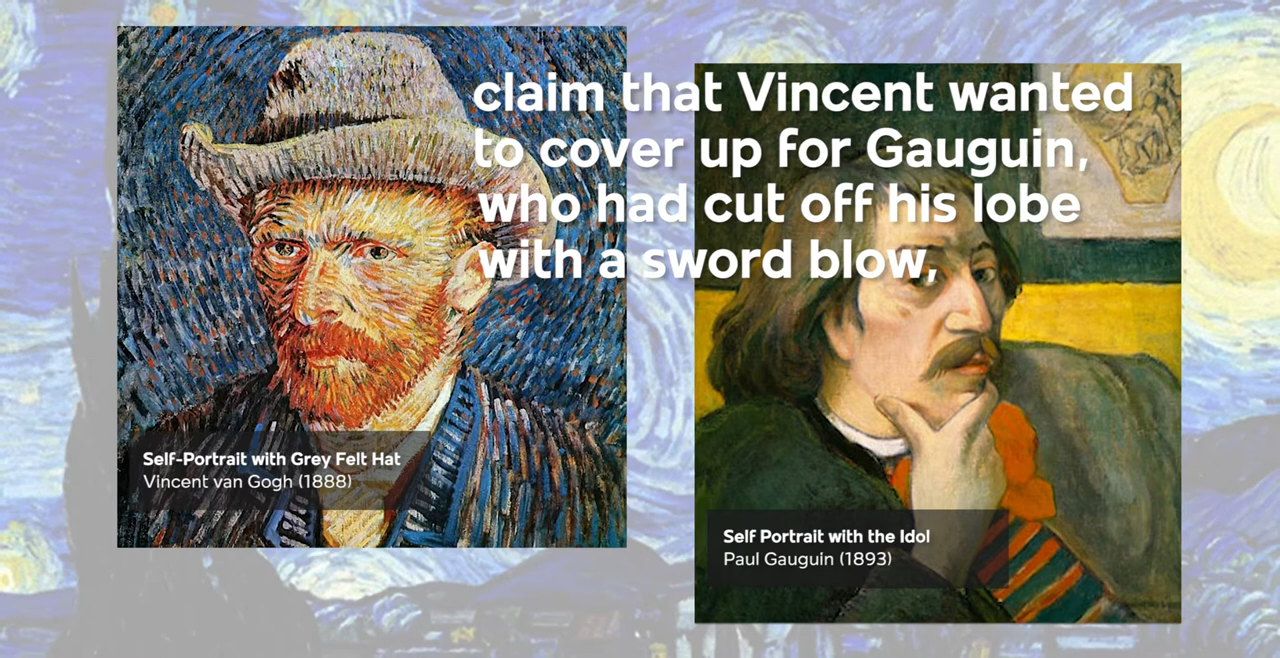 claim that Vincent wanted
to cover up for Gauguin,
who had cut off his lobe
with a sword blow,
Self-Portrait with Grey Felt Hat
Vincent van Gogh (1888)
Self Portrait with the Idol
Paul Gauguin (1893)